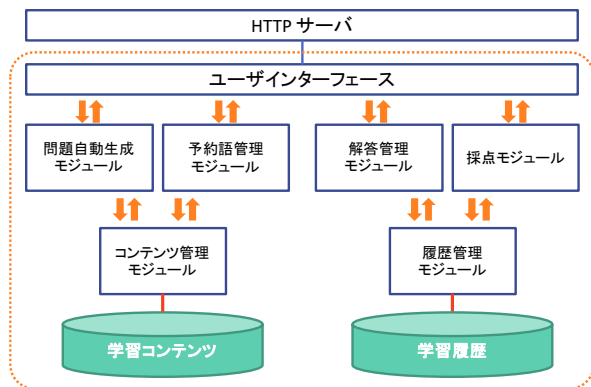 HTTP サーバ
ユーザインターフェース
問題自動生成
モジュール
予約語管理
モジュール
解答管理
モジュール
採点モジュール
コンテンツ管理
モジュール
履歴管理
モジュール
学習コンテンツ
学習履歴